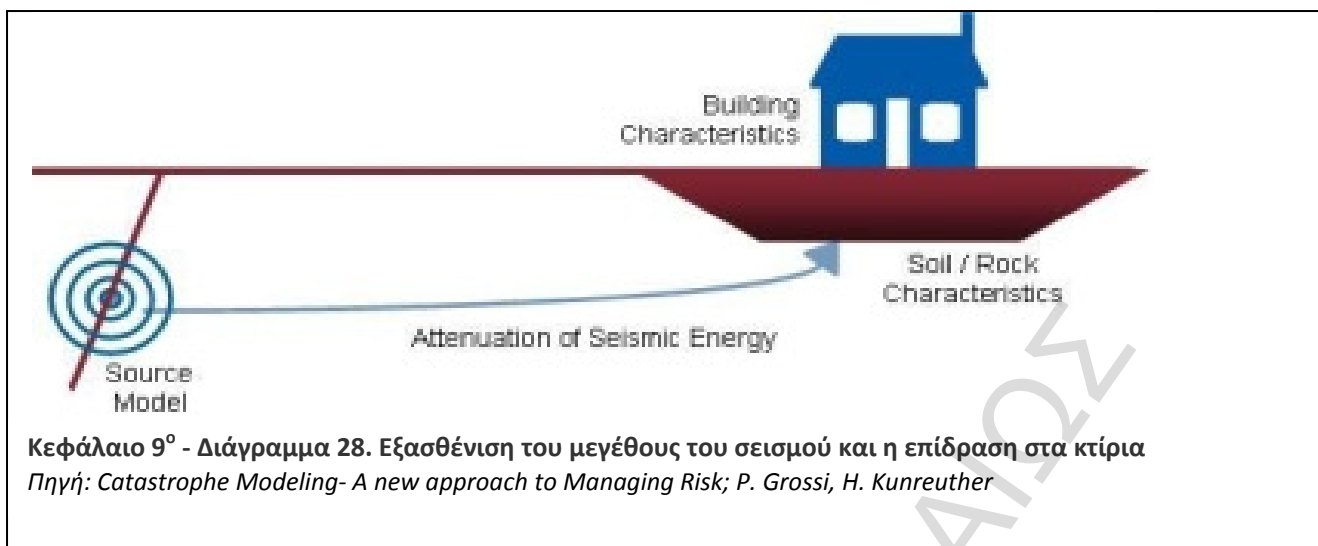 Building
Characteristics
Soil / Rock
Characteristics
Attenuation of Seismic Energy
Source
Model
Κεφάλαιο 9ο - Διάγραμμα 28. Εξασθένιση του μεγέθους του σεισμού και η επίδραση στα κτίρια
Πηγή: Catastrophe Modeling- A new approach to Managing Risk; P. Grossi, H. Kunreuther
ΑΙΩΣ